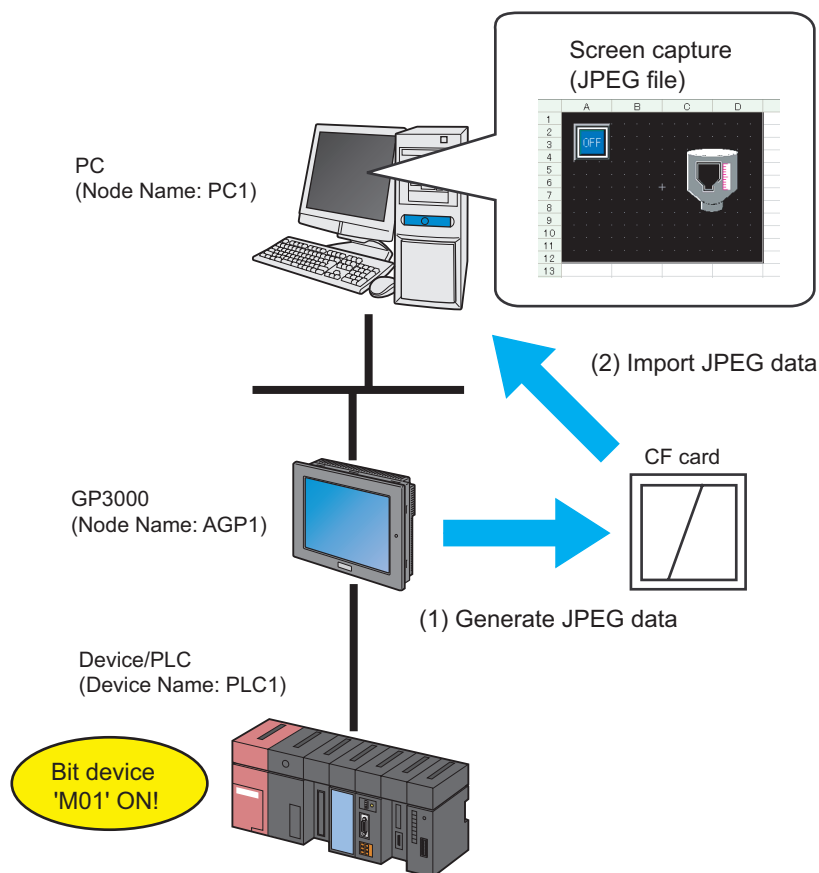 Screen capture
(JPEG file)
A B C D
1
2
3
4
5
6
7
8
9
10
11
12
13
OFF
PC
(Node Name: PC1)
(2) Import JPEG data
CF card
GP3000
(Node Name: AGP1)
(1) Generate JPEG data
Device/PLC
(Device Name: PLC1)
Bit device
'M01' ON!